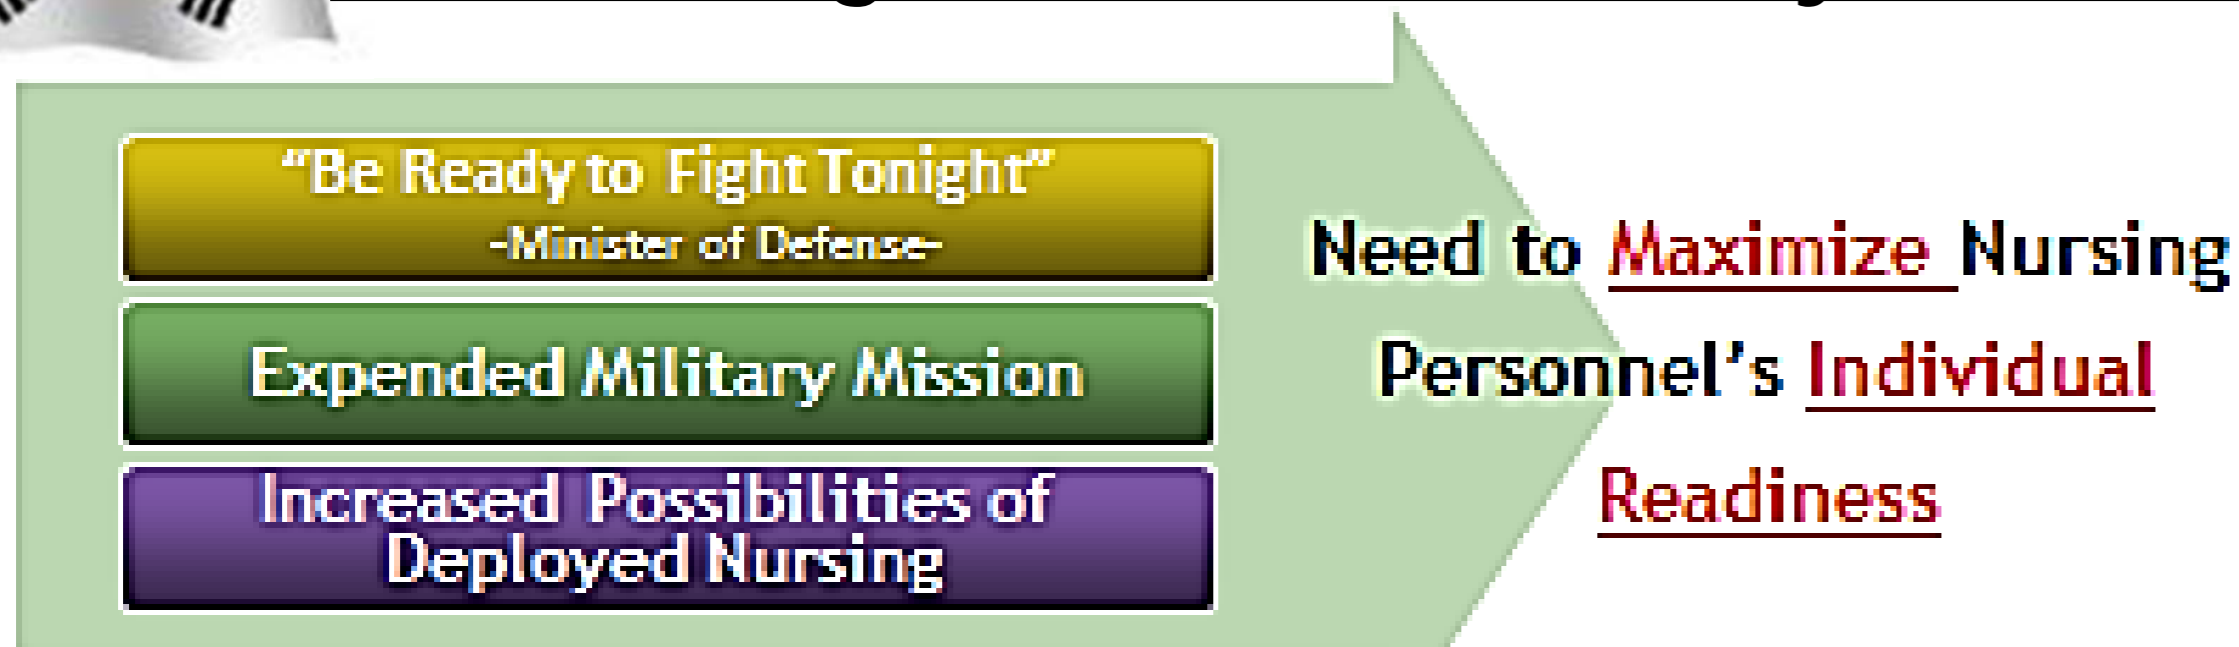 “Be Ready to Fight Tonight”
-Minister of Defense-
Expended Military Mission
Increased Possibilities of
Deployed Nursing
Need to Maximize Nursing
Personnel’s Individual
Readiness